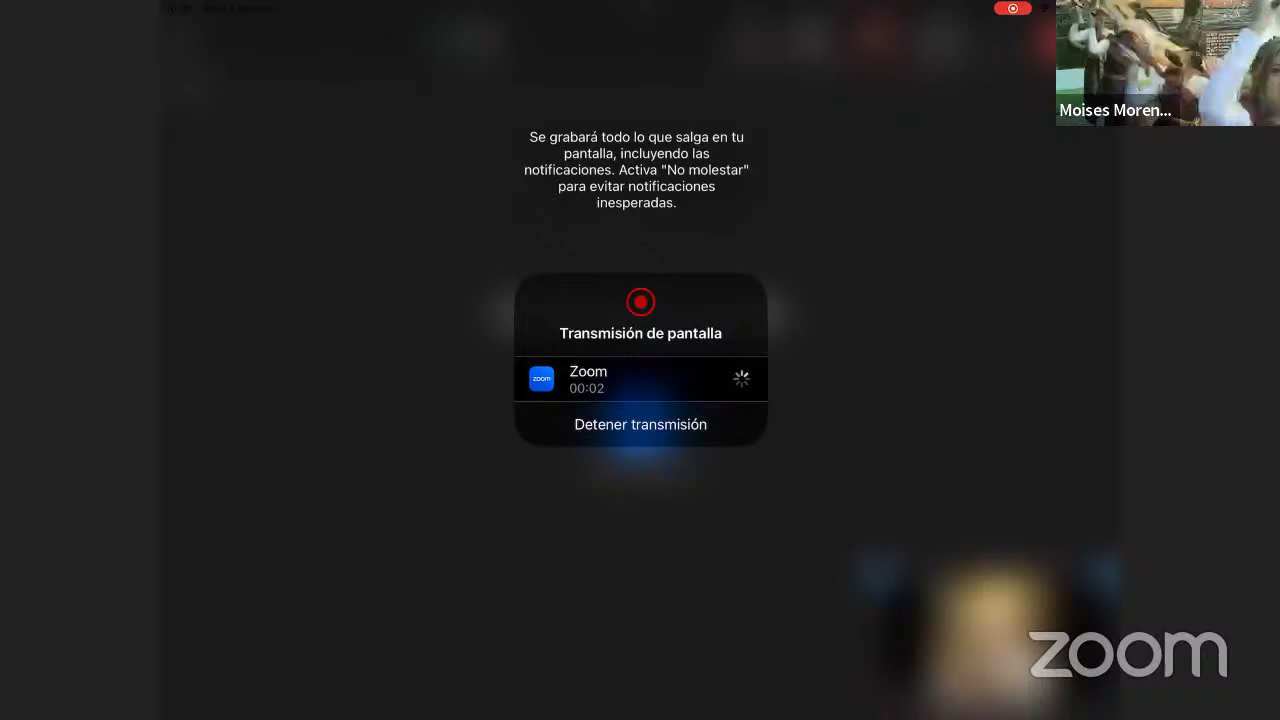 Moises Moren...
Se grabará todo lo que salga en tu
pantalla, incluyendo las
notificaciones. Activa "No molestar"
para evitar notificaciones
inesperadas.
Transmisión de pantalla
zoom
Zoom
00:02
Detener transmisión
zoom